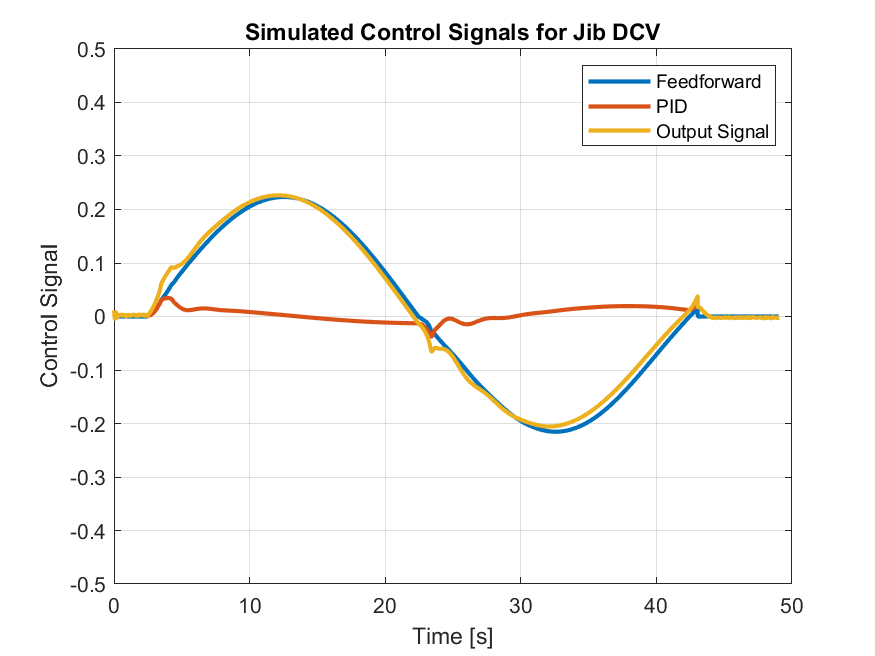 Simulated Control Signals for Jib DCV
Feedforward
PID
Output Signal
Control Signal
0.5
0.4
0.3
0.2
0.1
0
-0.1
-0.2
-0.3
-0.4
-0.5
0 10 20 30 40 50
Time [s]